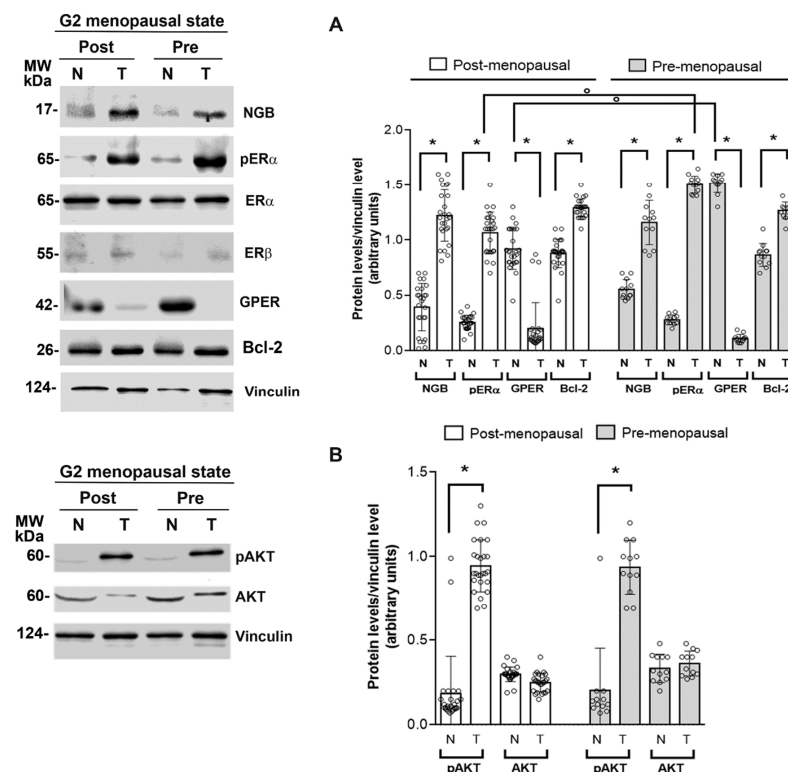 G2 menopausal state
Post Pre
MW
kDa
N T N T
17- NGB
65- pERα
65- ERα
55- ERβ
42- GPER
26- Bcl-2
124- Vinculin
G2 menopausal state
Post Pre
MW
kDa
N T N T
60- pAKT
60- AKT
124- Vinculin
A
Post-menopausal Pre-menopausal
Protein levels/vinculin level
(arbitrary units)
2.0
1.5
1.0
0.5
0.0
* * * * * * * *
N T N T N T N T N T N T N T N T
NGB pERα GPER Bcl-2 NGB pERα GPER Bcl-2
B
Post-menopausal Pre-menopausal
Protein levels/vinculin level
(arbitrary units)
1.5
1.0
0.5
0.0
* *
N T N T N T N T
pAKT AKT pAKT AKT